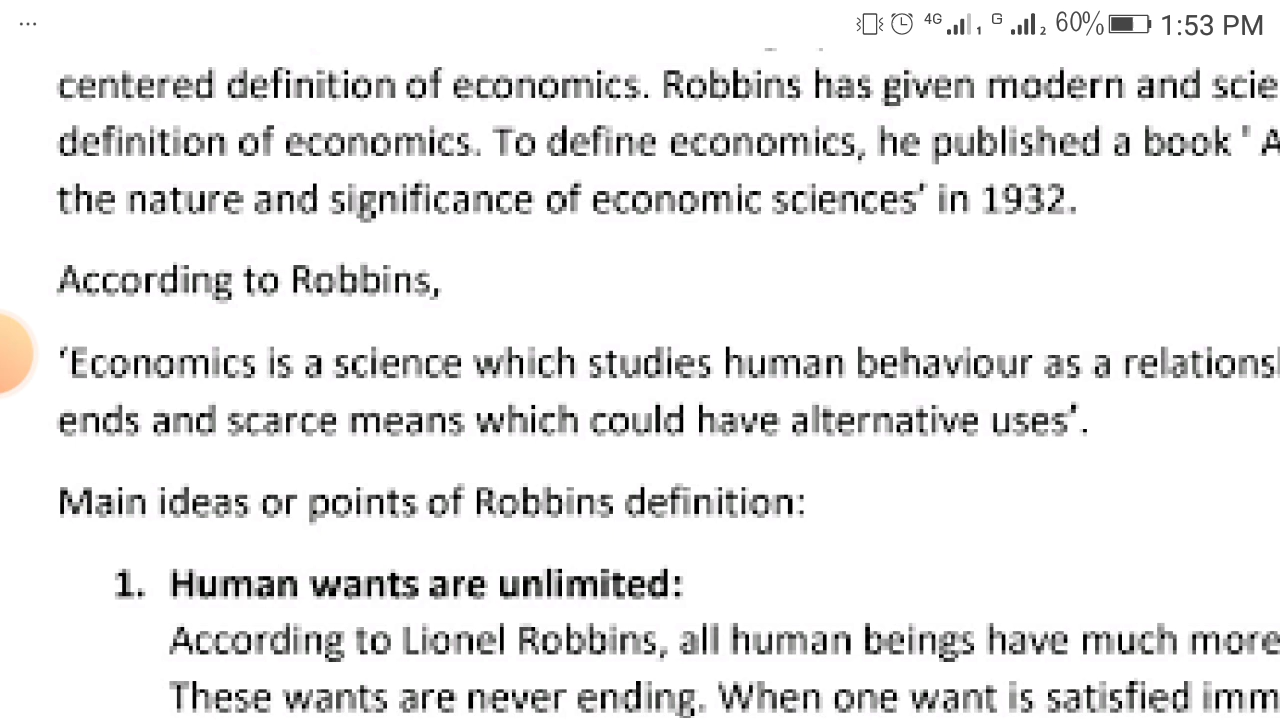 ... 4G 1 G 2 60% 1:53 PM
centered definition of economics. Robbins has given modern and scie
definition of economics. To define economics, he published a book ' A
the nature and significance of economic sciences' in 1932.
According to Robbins,
‘Economics is a science which studies human behaviour as a relations
ends and scarce means which could have alternative uses’.
Main ideas or points of Robbins definition:
1. Human wants are unlimited:
According to Lionel Robbins, all human beings have much more
These wants are never ending. When one want is satisfied imm